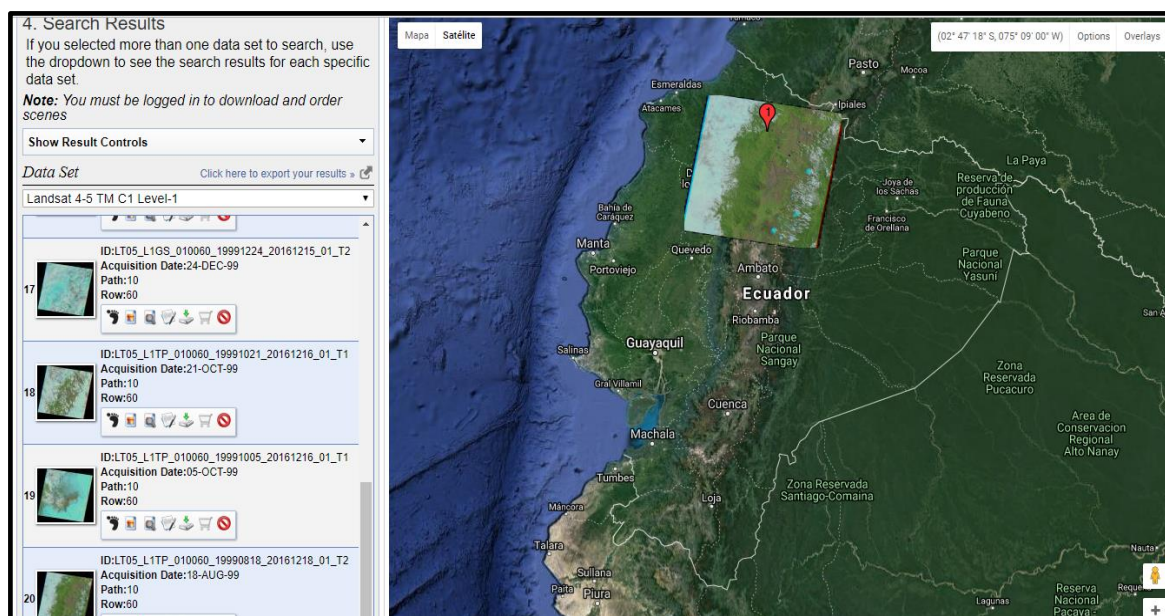 4. Search Results
If you selected more than one data set to search, use
the dropdown to see the search results for each specific
data set.
Note: You must be logged in to download and order
scenes
Show Result Controls
Data Set
Click here to export your results »
Landsat 4-5 TM C1 Level-1
17
ID:LT05_L1GS_010060_19991224_20161215_01_T2
Acquisition Date:24-DEC-99
Path:10
Row:60
18
ID:LT05_L1TP_010060_19991021_20161216_01_T1
Acquisition Date:21-OCT-99
Path:10
Row:60
19
ID:LT05_L1TP_010060_19991005_20161216_01_T1
Acquisition Date:05-OCT-99
Path:10
Row:60
20
ID:LT05_L1TP_010060_19990818_20161218_01_T2
Acquisition Date:18-AUG-99
Path:10
Row:60
Mapa
Satélite
(02° 47' 18" S, 075° 09' 00" W)
Options
Overlays
Pasto
Mocoa
Esmeraldas
Atacames
Ipiales
1
La Paya
Joya de
los Sachas
Reserva de
producción
de Fauna
Cuyabeno
Bahía de
Caráquez
Francisco
de Orellana
Manta
Quevedo
Portoviejo
Ambato
Parque
Nacional
Yasuní
Ecuador
Riobamba
Guayaquil
Parque
Nacional
Sangay
Salinas
Gral Villamil
Zona
Reservada
Pucacuro
Cuenca
Machala
Area de
Conservacion
Regional
Alto Nanay
Tumbes
Loja
Zona Reservada
Santiago-Comaina
Máncora
Talara
Nauta
Sullana
Paita
Piura
Lagunas
Reserva
Nacional
Pacaya-